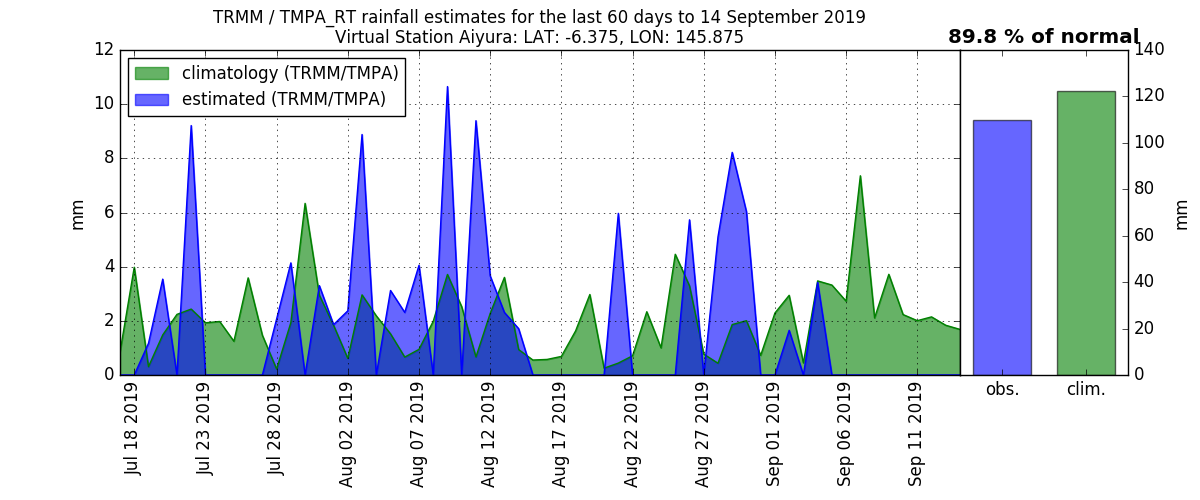 TRMM / TMPA_RT rainfall estimates for the last 60 days to 14 September 2019
Virtual Station Aiyura: LAT: -6.375, LON: 145.875
89.8 % of normal
climatology (TRMM/TMPA)
estimated (TRMM/TMPA)
mm
12
10
8
6
4
2
0
Jul 18 2019
Jul 23 2019
Jul 28 2019
Aug 02 2019
Aug 07 2019
Aug 12 2019
Aug 17 2019
Aug 22 2019
Aug 27 2019
Sep 01 2019
Sep 06 2019
Sep 11 2019
obs.
clim.
140
120
100
80
60
40
20
0
mm